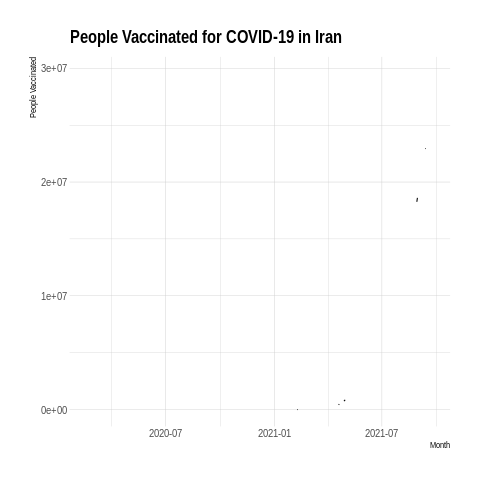 People Vaccinated for COVID-19 in Iran
People Vaccinated
3e+07
2e+07
1e+07
0e+00
2020-07 2021-01 2021-07
Month